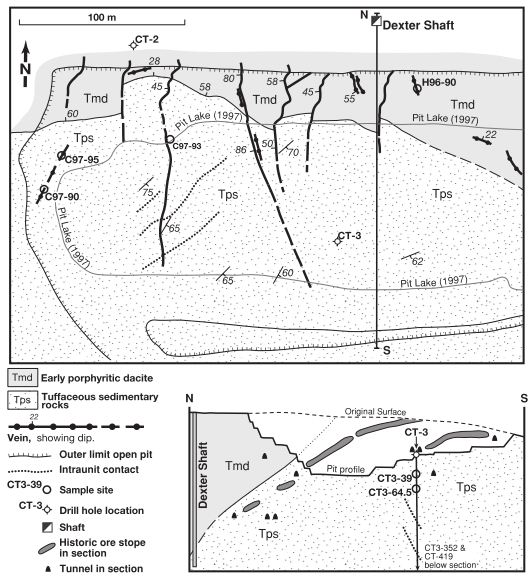 100 m
N
CT-2
Dexter Shaft
N
28
45
58
80
58
45
55
H96-90
Tmd
Tmd
Tmd
60
Pit Lake (1997)
Pit Lake (1997)
Tps
C97-93
86
50
70
22
C97-95
C97-90
75
Tps
Tps
65
CT-3
62
Pit Lake (1997)
65
60
Pit Lake (1997)
S
Tmd Early porphyritic dacite
Tps Tuffaceous sedimentary
rocks
22
Vein, showing dip.
Outer limit open pit
Intraunit contact
CT3-39 Sample site
CT-3 Drill hole location
Shaft
Historic ore stope
in section
Tunnel in section
N
S
Original Surface
CT-3
Dexter Shaft
Tmd
Pit profile
CT3-39
CT3-64.5
Tps
Tps
CT3-352 &
CT-419
below section